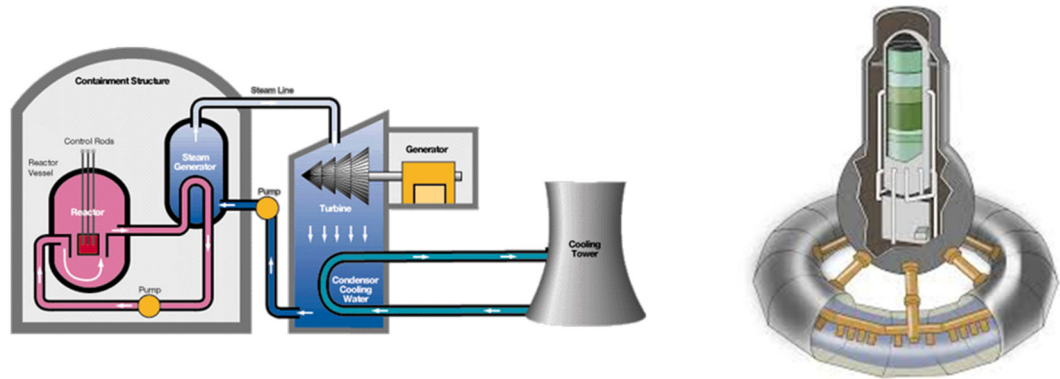 Containment Structure
Steam Line
Control Rods
Reactor
Vessel
Steam
Generator
Generator
Reactor
Pump
Turbine
Cooling
Tower
Condensor
Cooling
Water
Pump